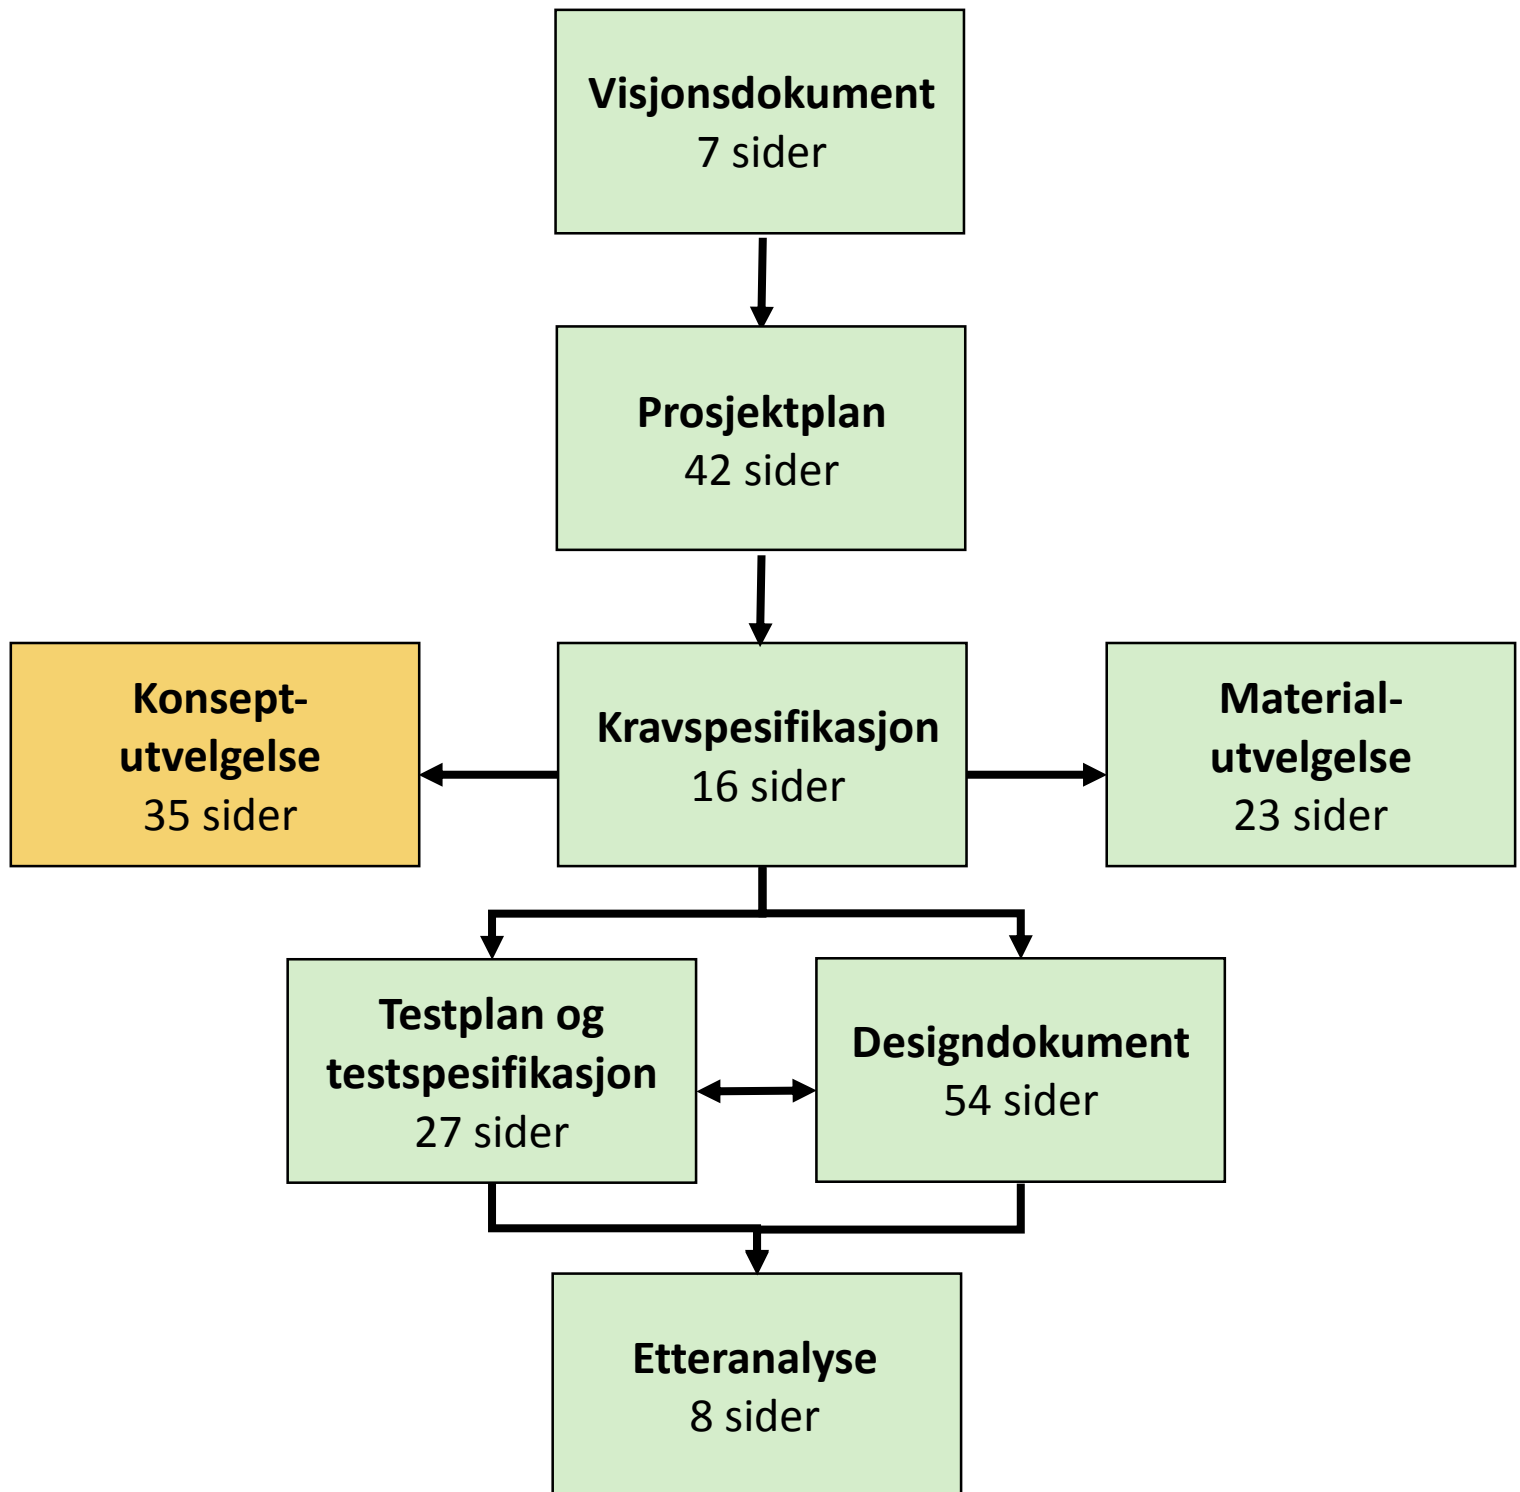 Visjonsdokument
7 sider
Prosjektplan
42 sider
Konsept-
utvelgelse
35 sider
Kravspesifikasjon
16 sider
Material-
utvelgelse
23 sider
Testplan og
testspesifikasjon
27 sider
Designdokument
54 sider
Etteranalyse
8 sider